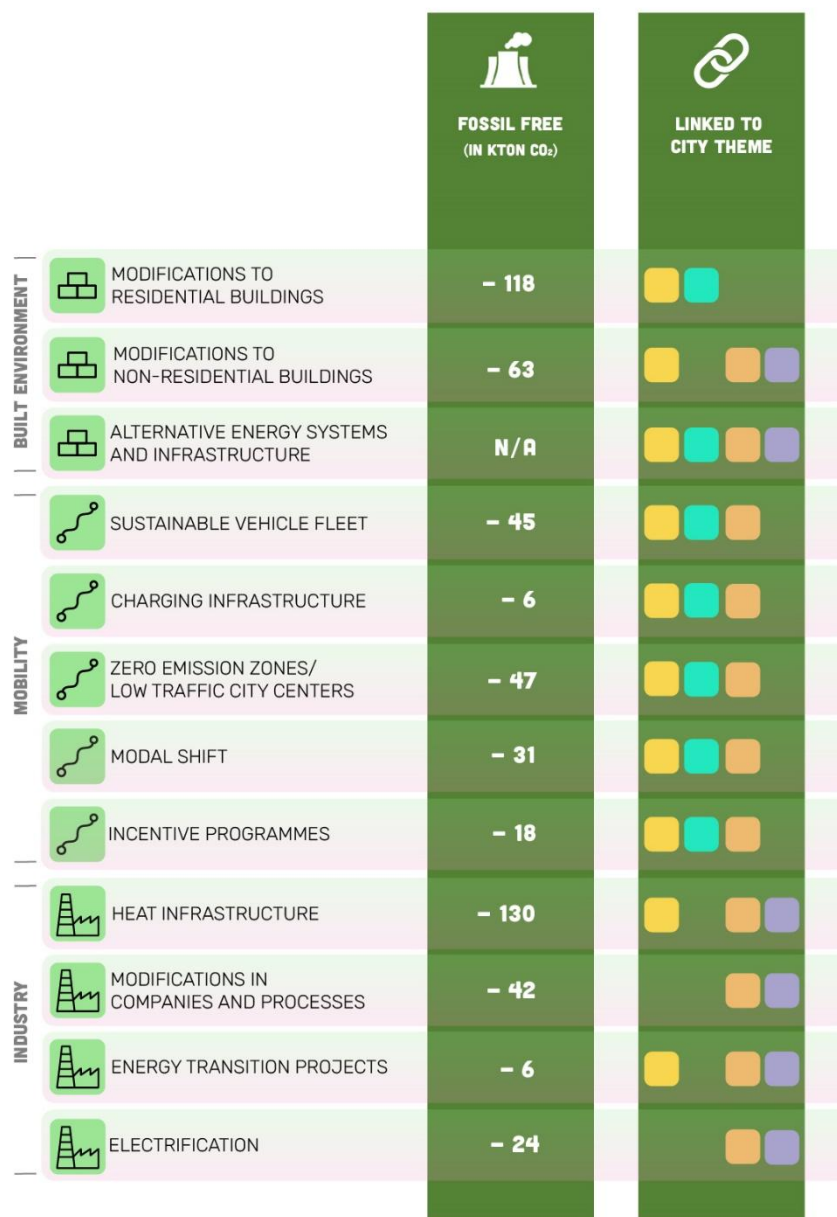 FOSSIL FREE
(IN KTON CO₂)
LINKED TO
CITY THEME
BUILT ENVIRONMENT
MODIFICATIONS TO
RESIDENTIAL BUILDINGS
- 118
MODIFICATIONS TO
NON-RESIDENTIAL BUILDINGS
- 63
ALTERNATIVE ENERGY SYSTEMS
AND INFRASTRUCTURE
N/A
MOBILITY
SUSTAINABLE VEHICLE FLEET
- 45
CHARGING INFRASTRUCTURE
- 6
ZERO EMISSION ZONES/
LOW TRAFFIC CITY CENTERS
- 47
MODAL SHIFT
- 31
INCENTIVE PROGRAMMES
- 18
INDUSTRY
HEAT INFRASTRUCTURE
- 130
MODIFICATIONS IN
COMPANIES AND PROCESSES
- 42
ENERGY TRANSITION PROJECTS
- 6
ELECTRIFICATION
- 24